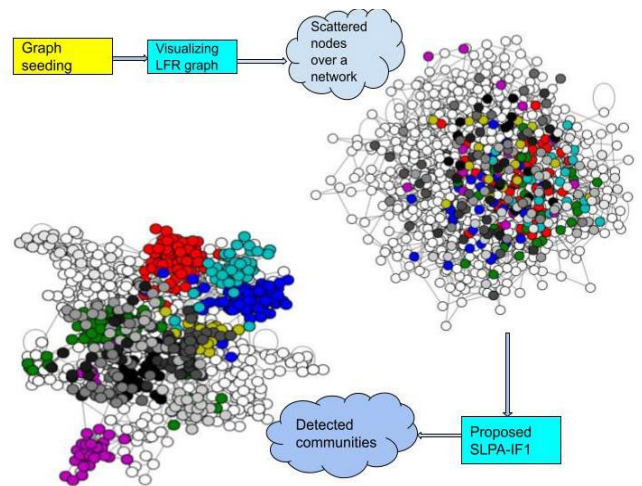 Graph
seeding
Visualizing
LFR graph
Scattered
nodes
over a
network
Proposed
SLPA-IF1
Detected
communities